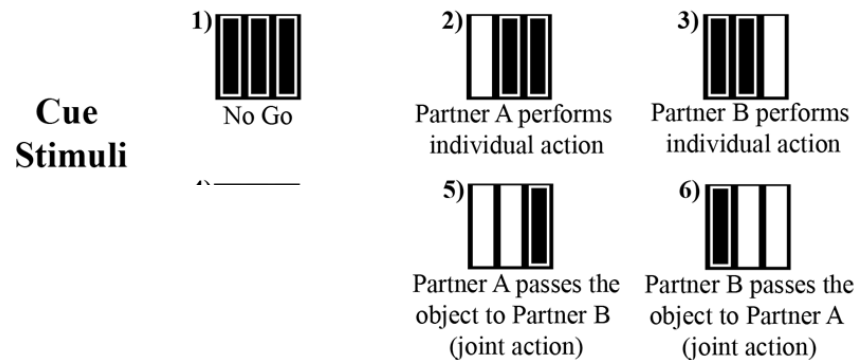 1)
No Go
2)
Partner A performs
individual action
3)
Partner B performs
individual action
Cue
Stimuli
5)
Partner A passes the
object to Partner B
(joint action)
6)
Partner B passes the
object to Partner A
(joint action)